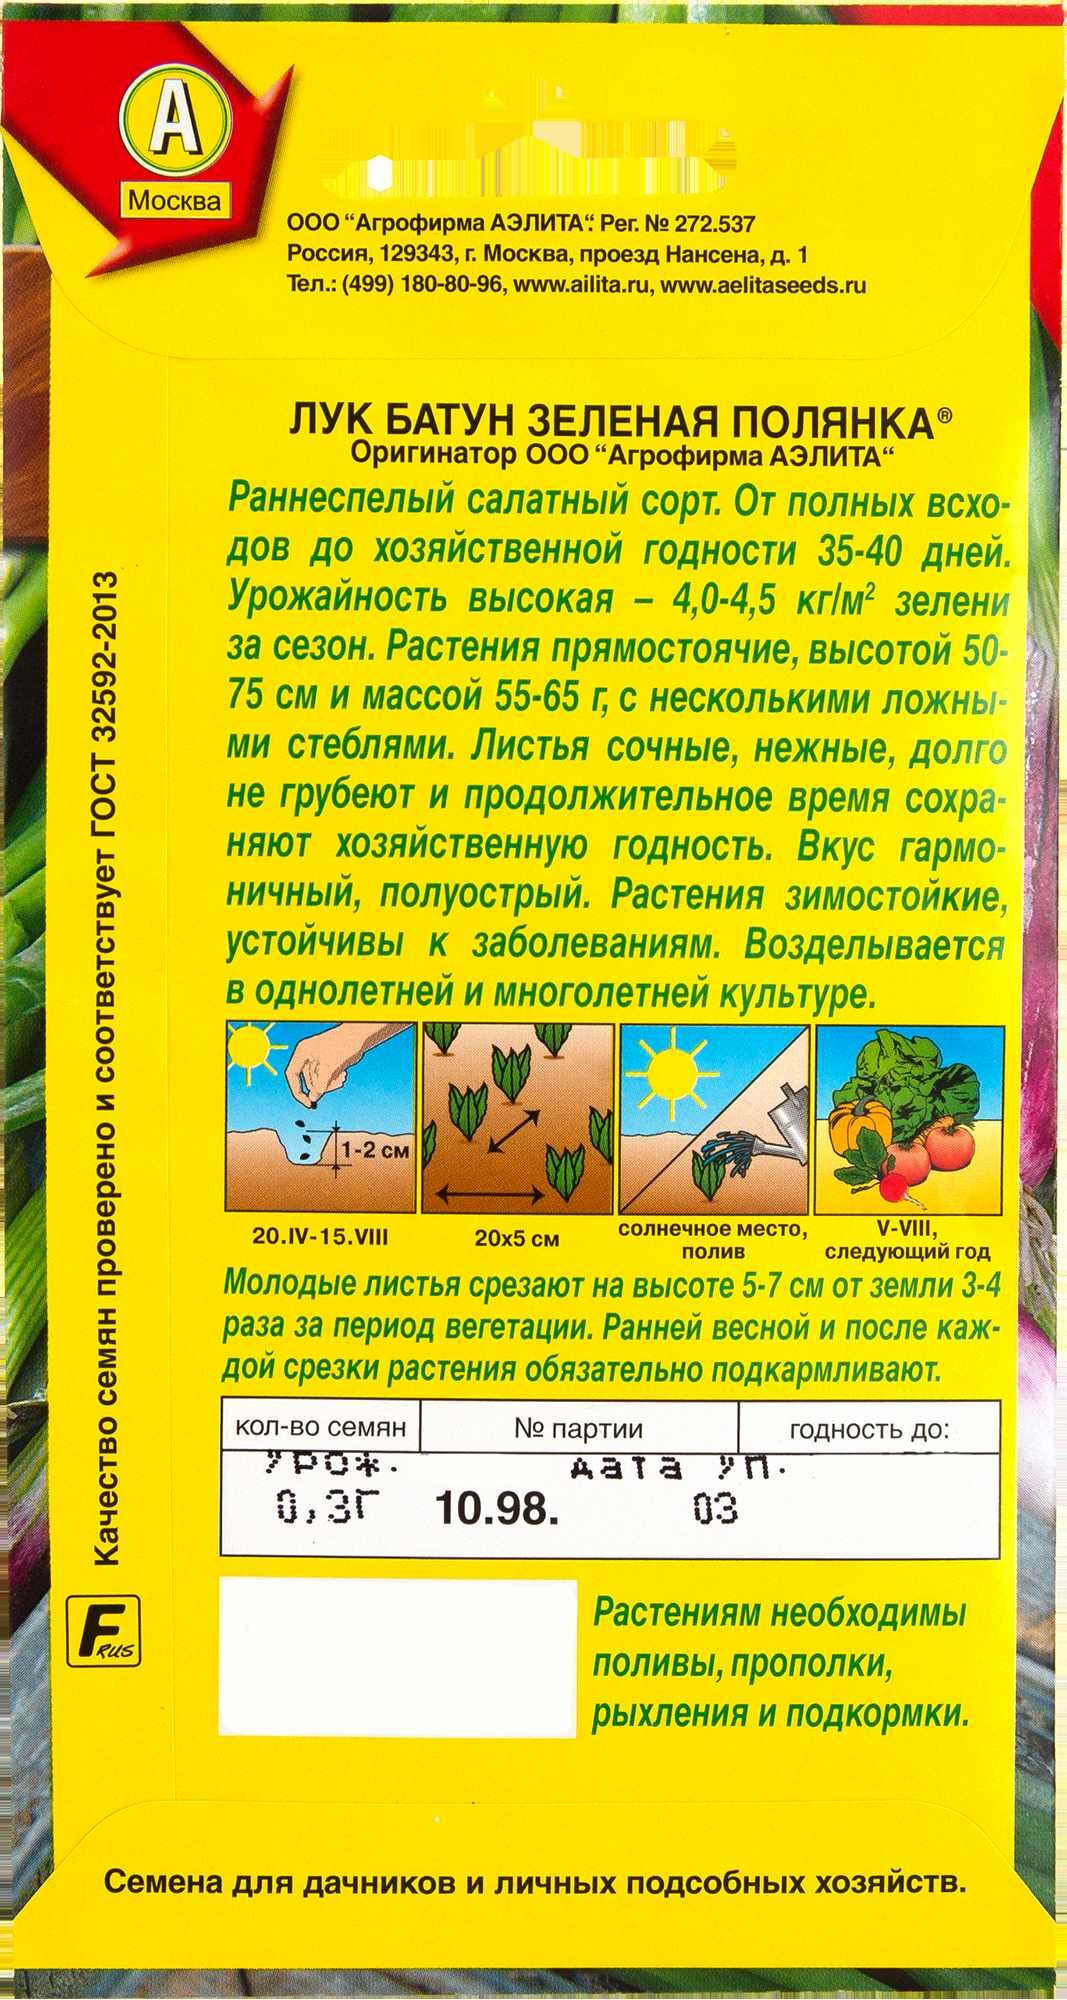 А
Москва
ООО “Агрофирма АЭЛИТА“. Рег. № 272.537
Россия, 129343, г. Москва, проезд Нансена, д. 1
Тел.: (499) 180-80-96, www.ailita.ru, www.aelitaseeds.ru
ЛУК БАТУН ЗЕЛЕНАЯ ПОЛЯНКА®
Оригинатор ООО “Агрофирма АЭЛИТА“
Раннеспелый салатный сорт. От полных всхо-
дов до хозяйственной годности 35-40 дней.
Урожайность высокая – 4,0-4,5 кг/м² зелени
за сезон. Растения прямостоячие, высотой 50-
75 см и массой 55-65 г, с несколькими ложны-
ми стеблями. Листья сочные, нежные, долго
не грубеют и продолжительное время сохра-
няют хозяйственную годность. Вкус гармо-
ничный, полуострый. Растения зимостойкие,
устойчивы к заболеваниям. Возделывается
в однолетней и многолетней культуре.
1-2 см
20.IV-15.VIII
20х5 см
солнечное место,
полив
V-VIII,
следующий год
Молодые листья срезают на высоте 5-7 см от земли 3-4
раза за период вегетации. Ранней весной и после каж-
дой срезки растения обязательно подкармливают.
кол-во семян № партии годность до:
урож. дата уп.
0,3г 10.98. 03
Растениям необходимы
поливы, прополки,
рыхления и подкормки.
Качество семян проверено и соответствует ГОСТ 32592-2013
F RUS
Семена для дачников и личных подсобных хозяйств.